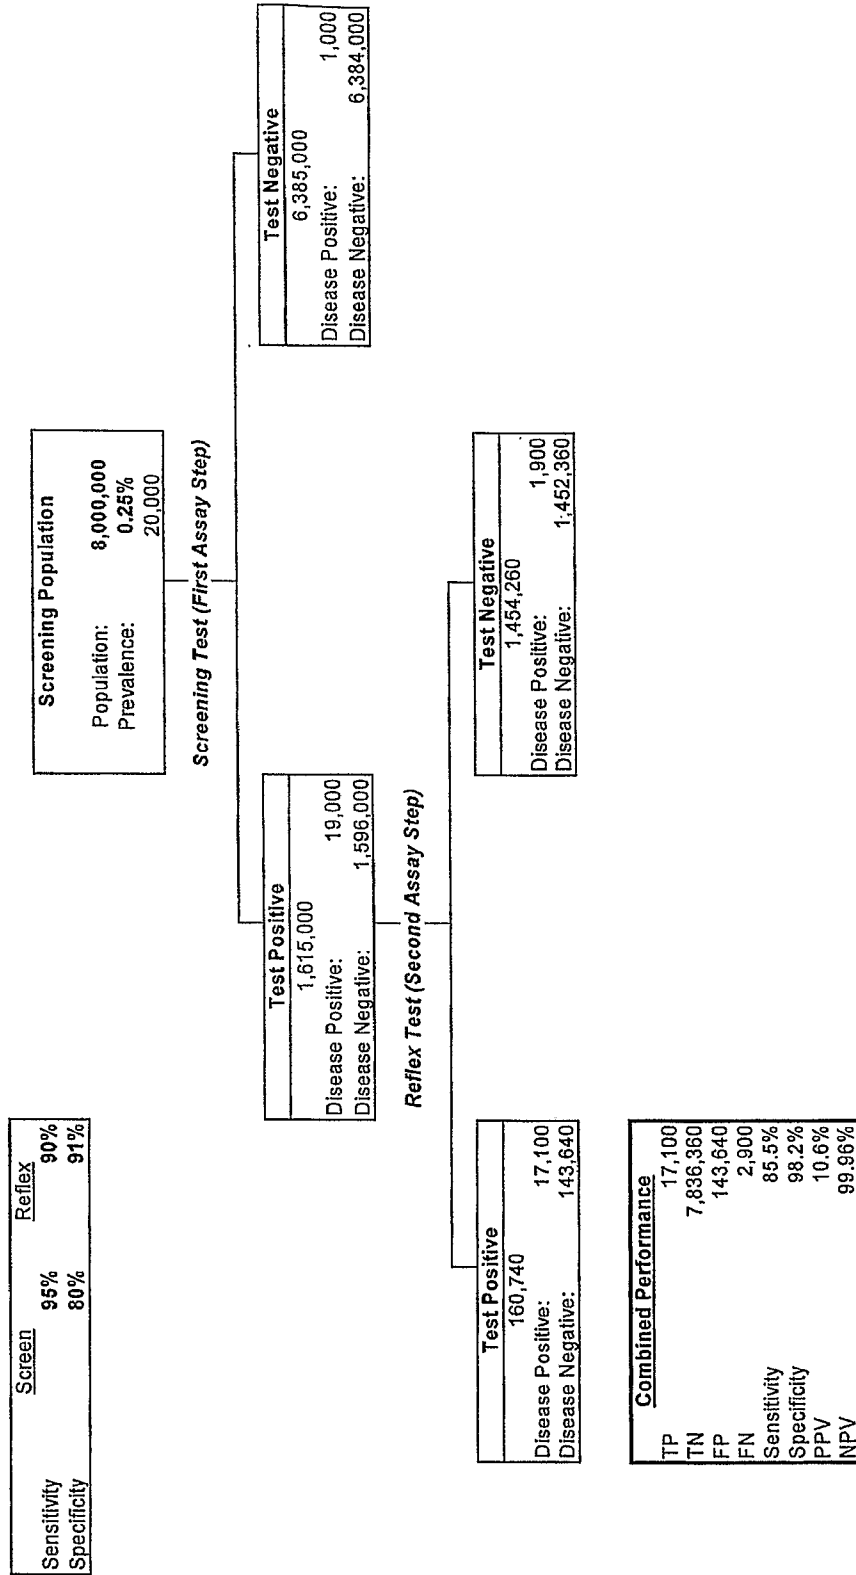 Screen Reflex
Sensitivity 95% 90%
Specificity 80% 91%
Screening Population
Population: 8,000,000
Prevalence: 0.25%
20,000
Screening Test (First Assay Step)
Test Positive
1,615,000
Disease Positive: 19,000
Disease Negative: 1,596,000
Test Negative
6,385,000
Disease Positive: 1,000
Disease Negative: 6,384,000
Reflex Test (Second Assay Step)
Test Positive
160,740
Disease Positive: 17,100
Disease Negative: 143,640
Test Negative
1,454,260
Disease Positive: 1,900
Disease Negative: 1,452,360
Combined Performance
TP 17,100
TN 7,836,360
FP 143,640
FN 2,900
Sensitivity 85.5%
Specificity 98.2%
PPV 10.6%
NPV 99.96%